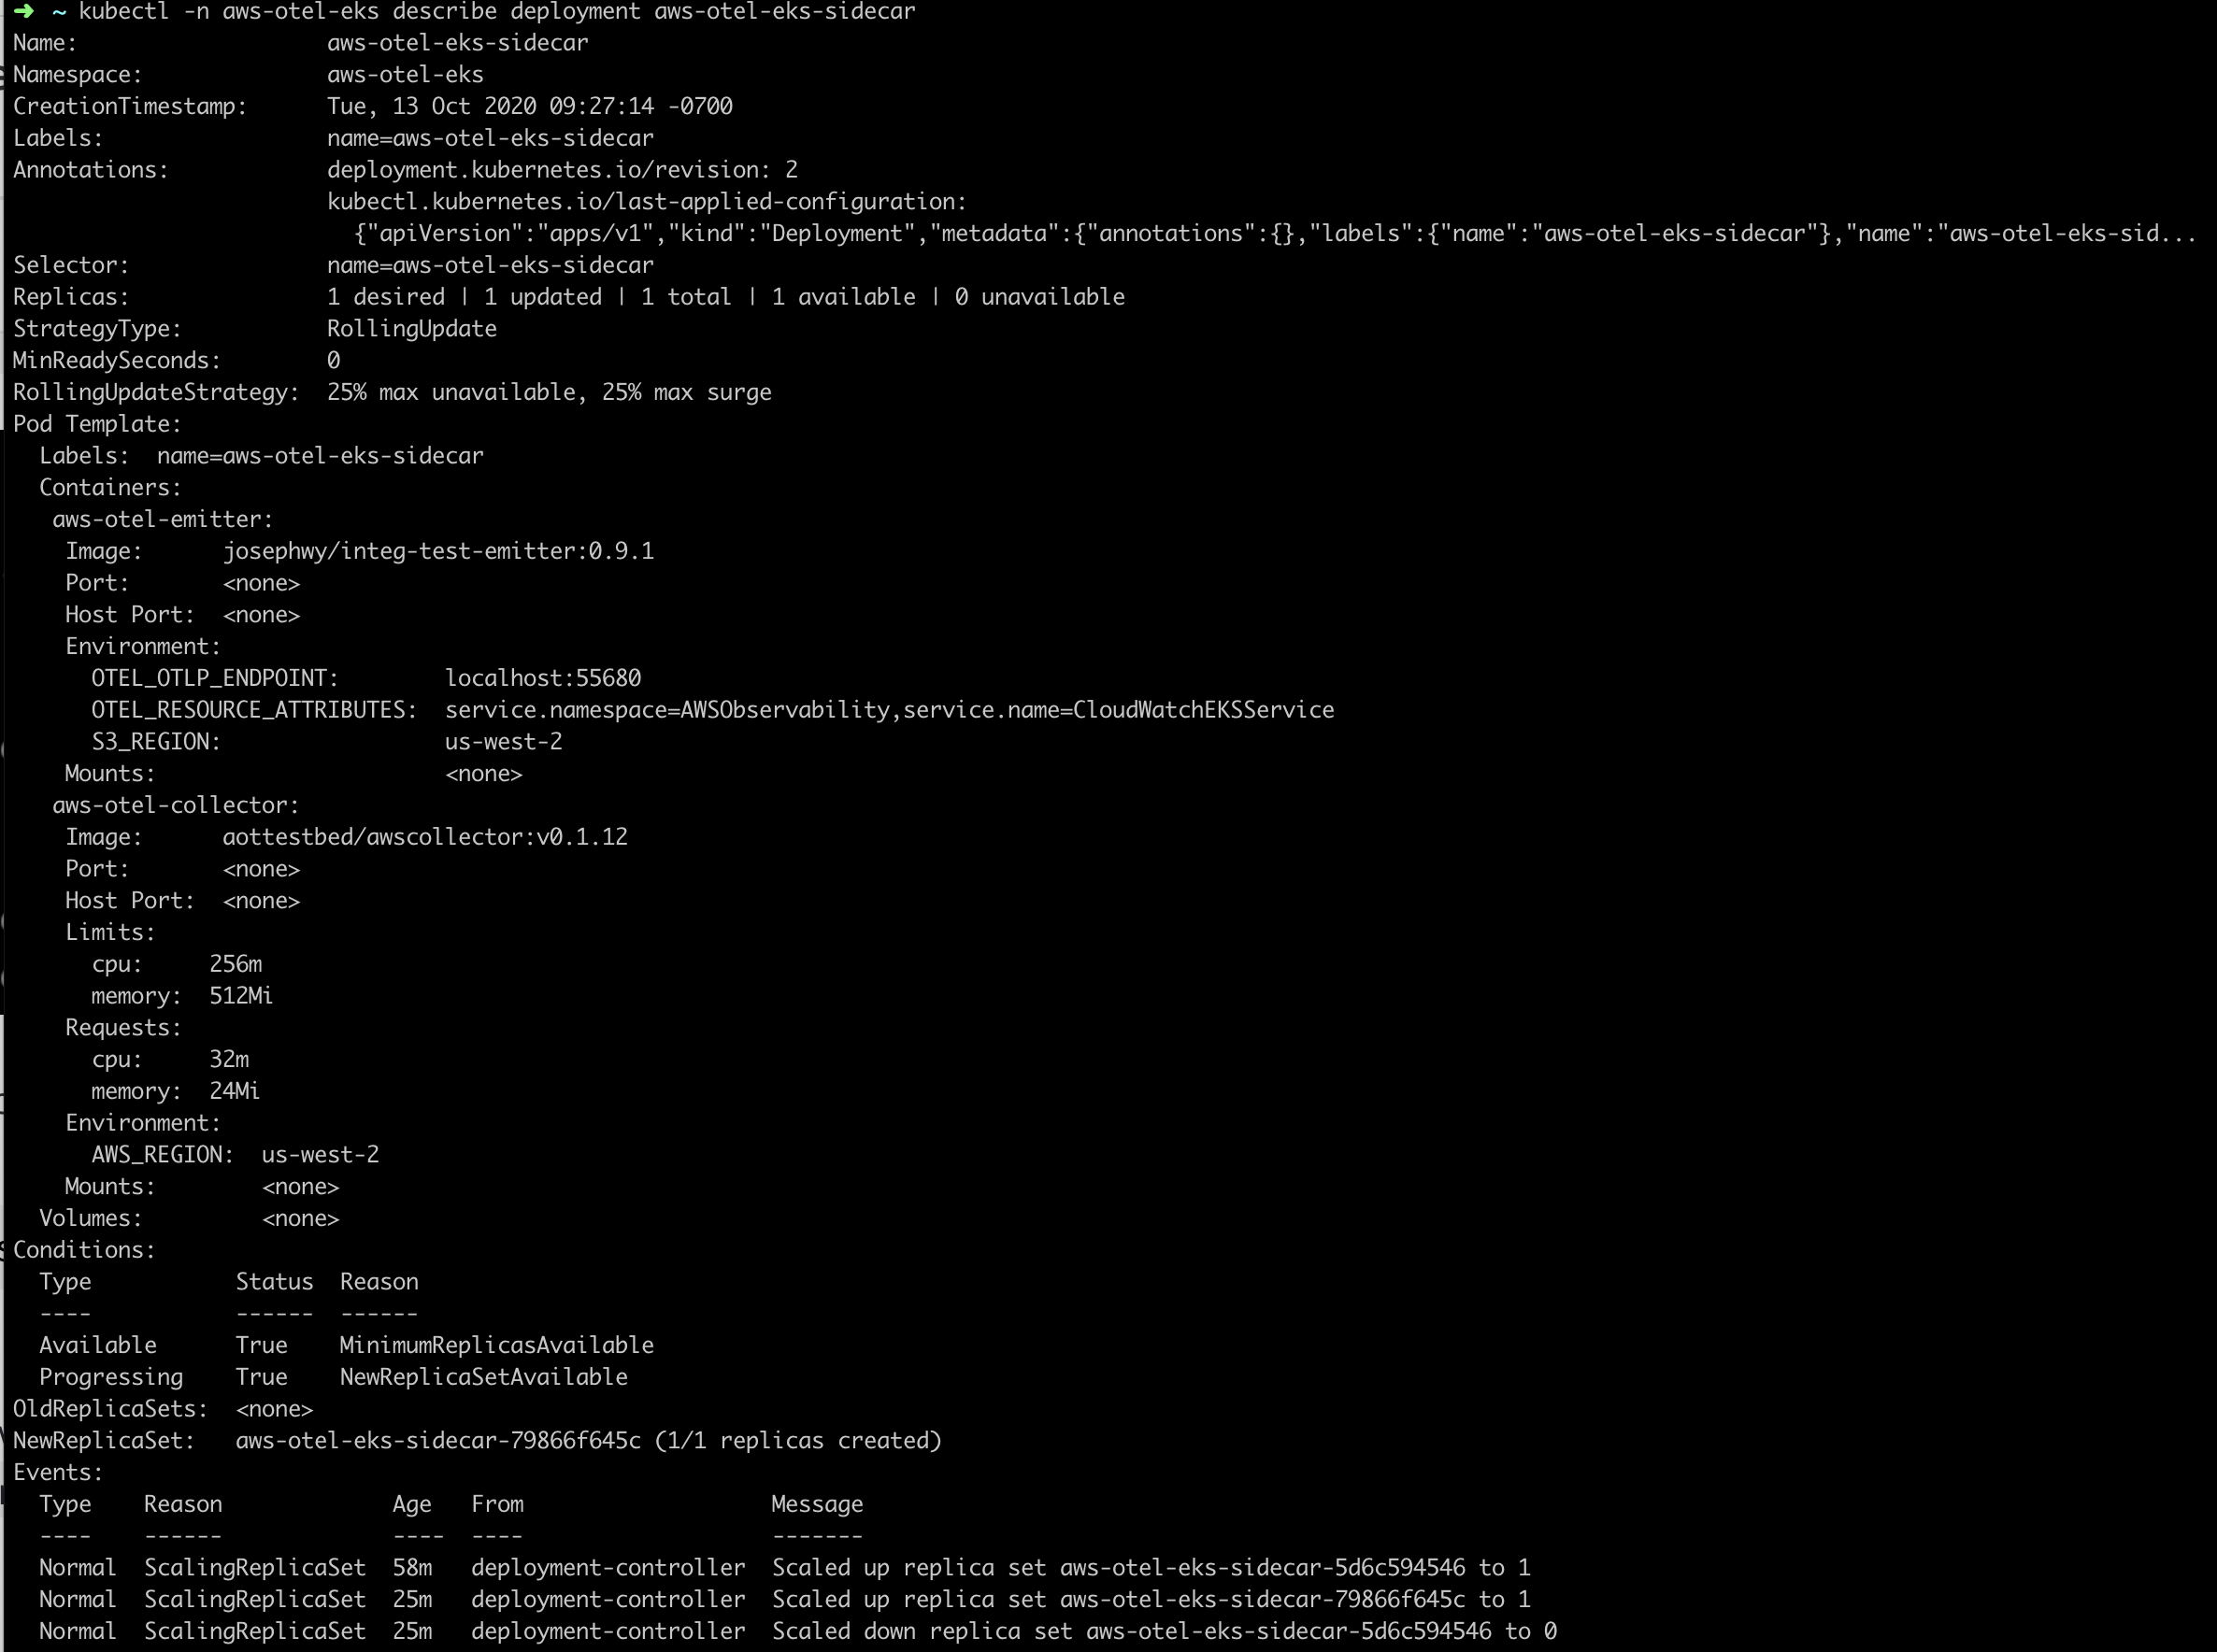 ➜ ~ kubectl -n aws-otel-eks describe deployment aws-otel-eks-sidecar
Name:                   aws-otel-eks-sidecar
Namespace:              aws-otel-eks
CreationTimestamp:      Tue, 13 Oct 2020 09:27:14 -0700
Labels:                 name=aws-otel-eks-sidecar
Annotations:            deployment.kubernetes.io/revision: 2
                        kubectl.kubernetes.io/last-applied-configuration:
                          {"apiVersion":"apps/v1","kind":"Deployment","metadata":{"annotations":{},"labels":{"name":"aws-otel-eks-sidecar"},"name":"aws-otel-eks-sid...
Selector:               name=aws-otel-eks-sidecar
Replicas:               1 desired | 1 updated | 1 total | 1 available | 0 unavailable
StrategyType:           RollingUpdate
MinReadySeconds:        0
RollingUpdateStrategy:  25% max unavailable, 25% max surge
Pod Template:
  Labels:  name=aws-otel-eks-sidecar
  Containers:
   aws-otel-emitter:
    Image:      josephwy/integ-test-emitter:0.9.1
    Port:       <none>
    Host Port:  <none>
    Environment:
      OTEL_OTLP_ENDPOINT:        localhost:55680
      OTEL_RESOURCE_ATTRIBUTES:  service.namespace=AWSObservability,service.name=CloudWatchEKSService
      S3_REGION:                 us-west-2
    Mounts:                      <none>
   aws-otel-collector:
    Image:      aottestbed/awscollector:v0.1.12
    Port:       <none>
    Host Port:  <none>
    Limits:
      cpu:     256m
      memory:  512Mi
    Requests:
      cpu:     32m
      memory:  24Mi
    Environment:
      AWS_REGION:  us-west-2
    Mounts:        <none>
  Volumes:         <none>
Conditions:
  Type           Status  Reason
  ----           ------  ------
  Available      True    MinimumReplicasAvailable
  Progressing    True    NewReplicaSetAvailable
OldReplicaSets:  <none>
NewReplicaSet:   aws-otel-eks-sidecar-79866f645c (1/1 replicas created)
Events:
  Type    Reason             Age   From                   Message
  ----    ------             ----  ----                   -------
  Normal  ScalingReplicaSet  58m   deployment-controller  Scaled up replica set aws-otel-eks-sidecar-5d6c594546 to 1
  Normal  ScalingReplicaSet  25m   deployment-controller  Scaled up replica set aws-otel-eks-sidecar-79866f645c to 1
  Normal  ScalingReplicaSet  25m   deployment-controller  Scaled down replica set aws-otel-eks-sidecar-5d6c594546 to 0